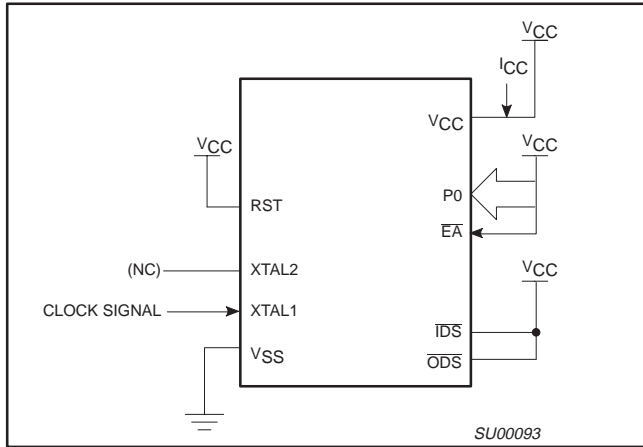 VCC
ICC
VCC
VCC
VCC
P0
RST
EA
(NC)
XTAL2
VCC
CLOCK SIGNAL
XTAL1
IDS
VSS
ODS
SU00093